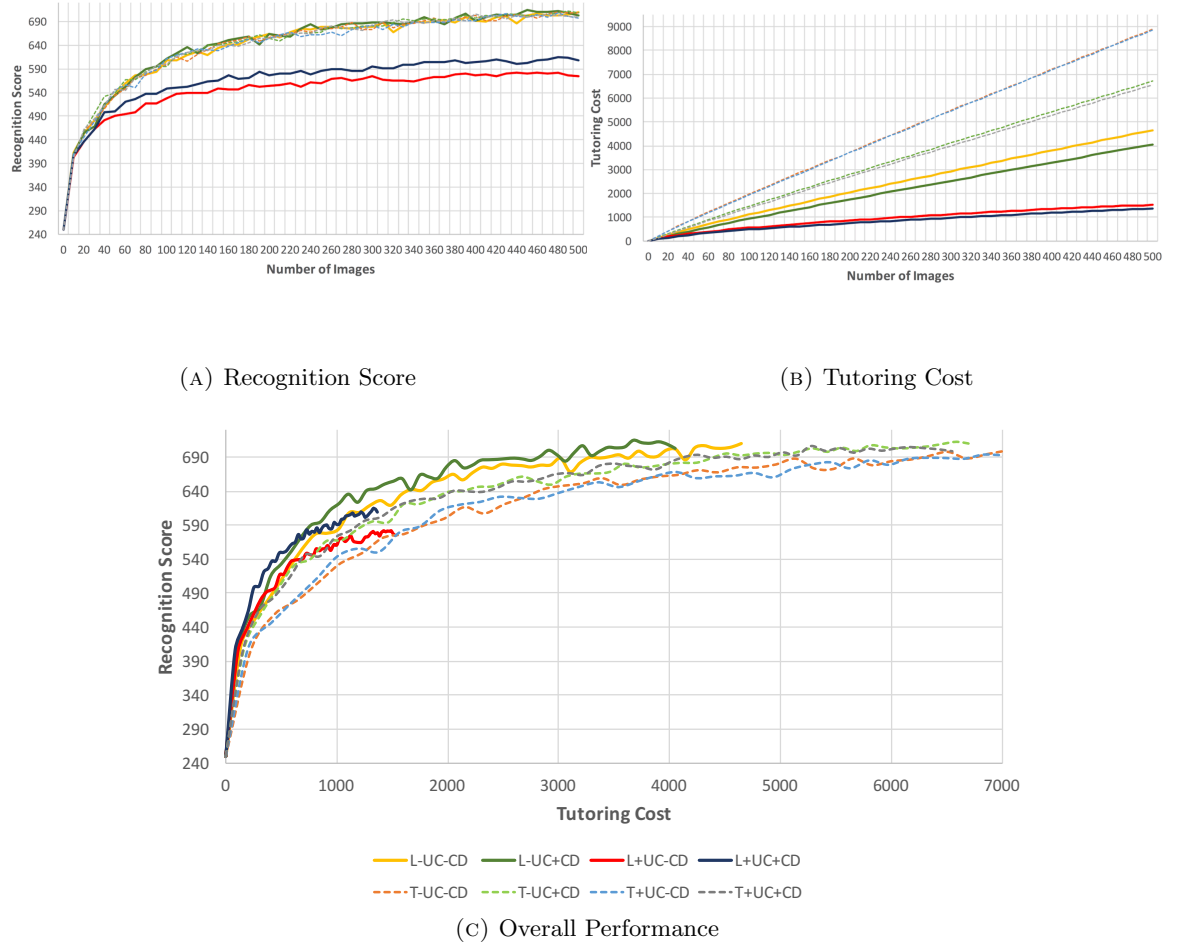 690
640
590
540
490
440
390
340
290
240
Recognition Score
0 20 40 60 80 100 120 140 160 180 200 220 240 260 280 300 320 340 360 380 400 420 440 460 480 500
Number of Images
9000
8000
7000
6000
5000
4000
3000
2000
1000
0
Tutoring Cost
0 20 40 60 80 100 120 140 160 180 200 220 240 260 280 300 320 340 360 380 400 420 440 460 480 500
Number of Images
(A) Recognition Score
(B) Tutoring Cost
690
640
590
540
490
440
390
340
290
240
Recognition Score
0 1000 2000 3000 4000 5000 6000 7000
Tutoring Cost
L-UC-CD L-UC+CD L+UC-CD L+UC+CD
T-UC-CD T-UC+CD T+UC-CD T+UC+CD
(C) Overall Performance